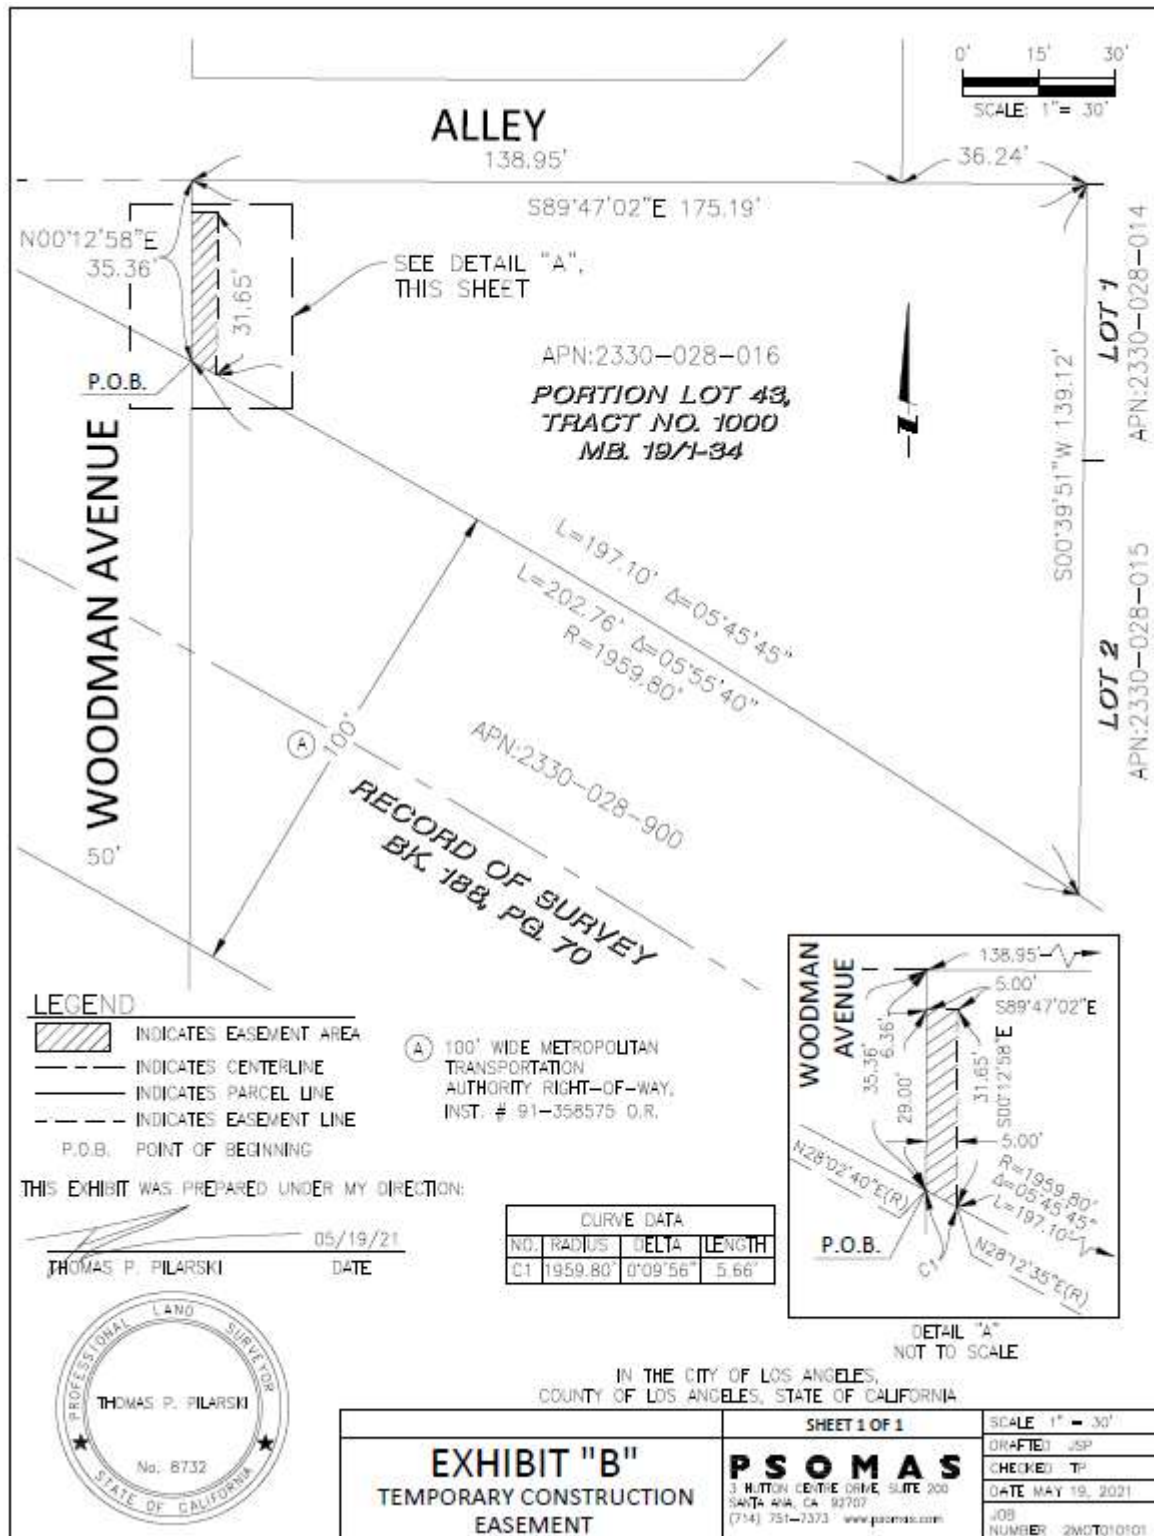 0' 15' 30'
SCALE: 1"= 30'
ALLEY
138.95'
36.24'
S89°47'02"E 175.19'
N00°12'58"E
35.36'
31.65'
SEE DETAIL "A",
THIS SHEET
P.O.B.
WOODMAN AVENUE
50'
APN:2330-028-016
PORTION LOT 43,
TRACT NO. 1000
MB. 19/1-34
LOT 1
APN:2330-028-014
S00°39'51"W 139.12'
LOT 2
APN:2330-028-015
L=197.10' Δ=05°45'45"
L=202.76' Δ=05°55'40"
R=1959.80'
100'
A
APN:2330-028-900
RECORD OF SURVEY
BK. 188, PG. 70
LEGEND
INDICATES EASEMENT AREA
INDICATES CENTERLINE
INDICATES PARCEL LINE
INDICATES EASEMENT LINE
P.O.B. POINT OF BEGINNING
A 100' WIDE METROPOLITAN
TRANSPORTATION
AUTHORITY RIGHT-OF-WAY,
INST. # 91-358575 O.R.
THIS EXHIBIT WAS PREPARED UNDER MY DIRECTION:
05/19/21
THOMAS P. PILARSKI DATE
PROFESSIONAL LAND SURVEYOR
THOMAS P. PILARSKI
No. 8732
STATE OF CALIFORNIA
CURVE DATA
NO. RADIUS DELTA LENGTH
C1 1959.80' 0°09'56" 5.66'
WOODMAN
AVENUE
138.95'
5.00'
S89°47'02"E
6.36'
35.36'
29.00'
31.65'
S00°12'58"E
5.00'
R=1959.80'
Δ=05°45'45"
L=197.10'
N28°02'40"E(R)
P.O.B.
C1
N28°12'35"E(R)
DETAIL "A"
NOT TO SCALE
IN THE CITY OF LOS ANGELES,
COUNTY OF LOS ANGELES, STATE OF CALIFORNIA
EXHIBIT "B"
TEMPORARY CONSTRUCTION
EASEMENT
SHEET 1 OF 1
PSOMAS
3 HUTTON CENTRE DRIVE, SUITE 200
SANTA ANA, CA 92707
(714) 751-7373 www.psomas.com
SCALE 1" = 30'
DRAFTED JSP
CHECKED TP
DATE MAY 19, 2021
JOB
NUMBER 2MOT010101